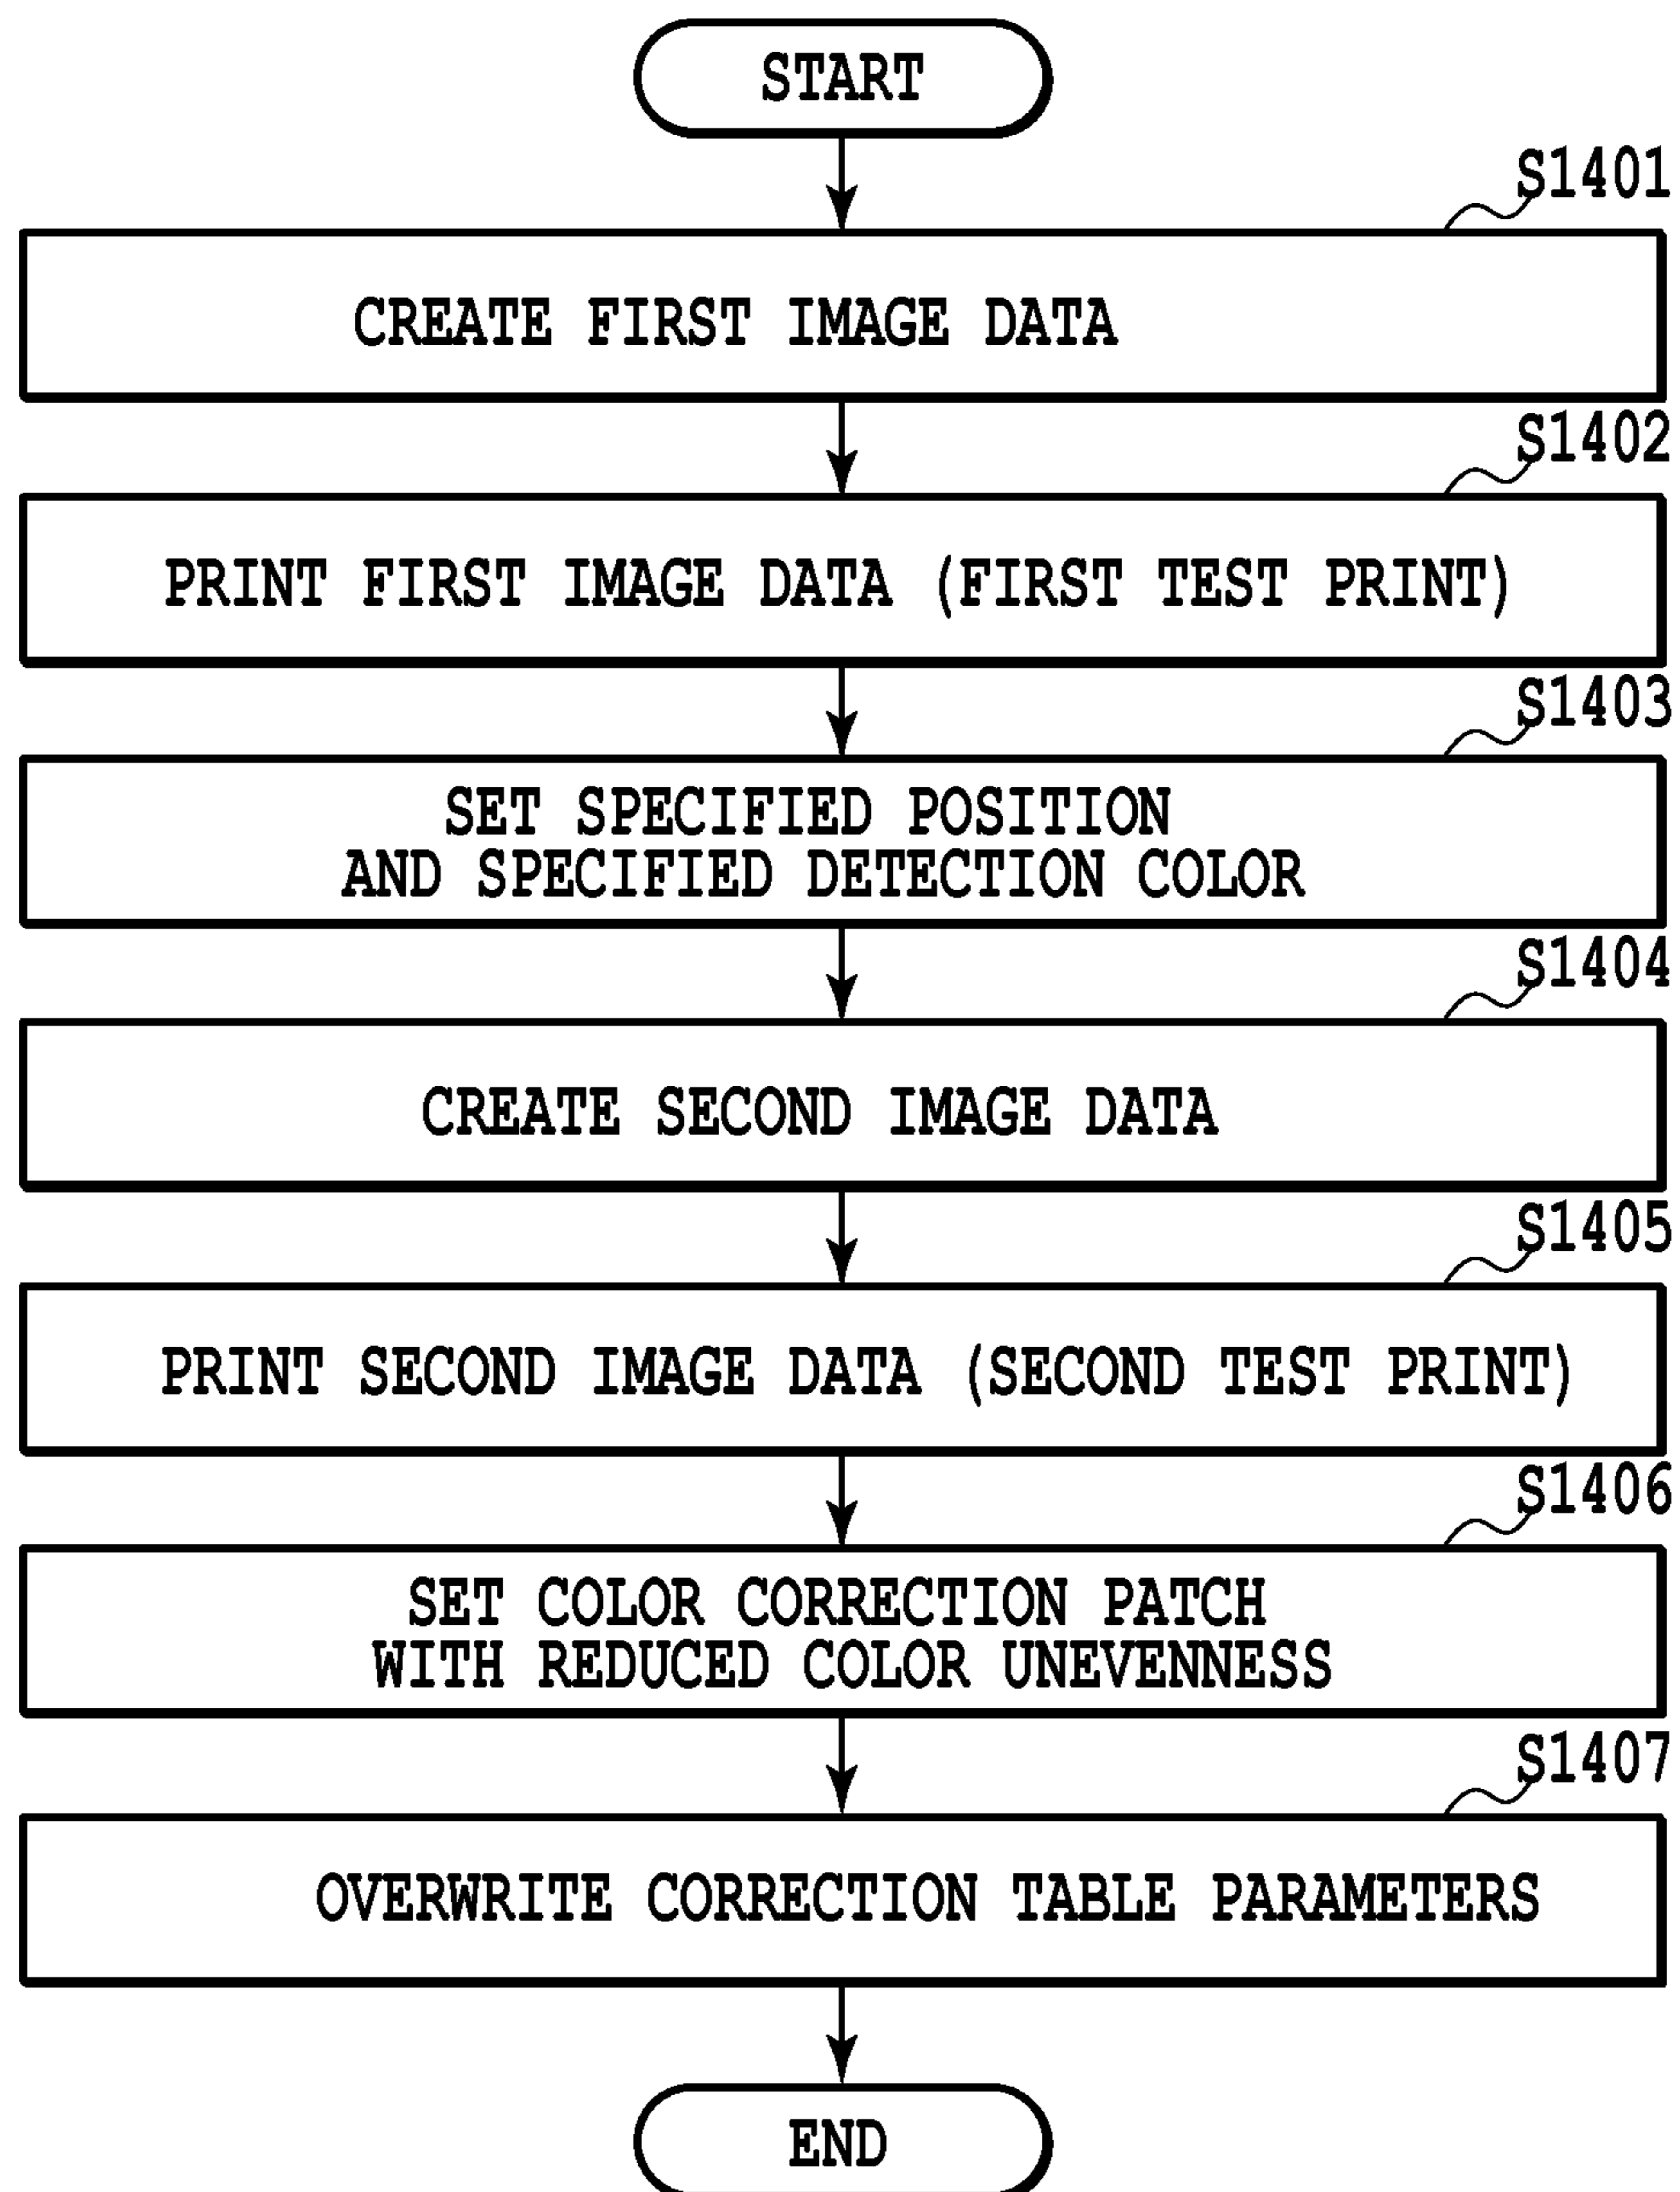 START
S1401
CREATE FIRST IMAGE DATA
S1402
PRINT FIRST IMAGE DATA (FIRST TEST PRINT)
S1403
SET SPECIFIED POSITION
AND SPECIFIED DETECTION COLOR
S1404
CREATE SECOND IMAGE DATA
S1405
PRINT SECOND IMAGE DATA (SECOND TEST PRINT)
S1406
SET COLOR CORRECTION PATCH
WITH REDUCED COLOR UNEVENNESS
S1407
OVERWRITE CORRECTION TABLE PARAMETERS
END